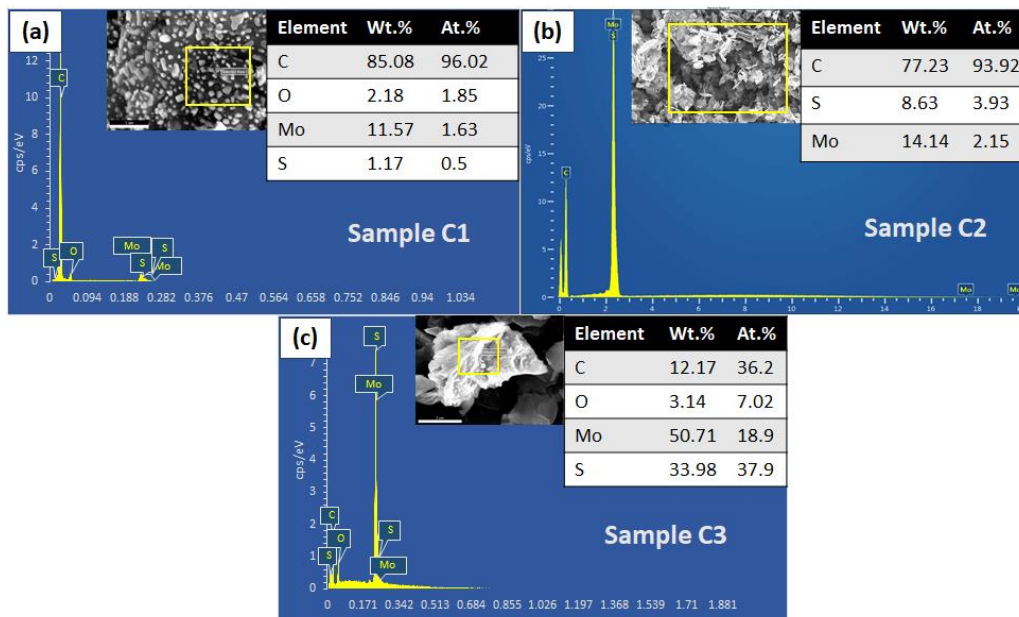 (a)
12
10
8
6
4
2
0
cps/eV
C
S
O
Mo
S
S
Mo
0 0.094 0.188 0.282 0.376 0.47 0.564 0.658 0.752 0.846 0.94 1.034
Element Wt.% At.%
C 85.08 96.02
O 2.18 1.85
Mo 11.57 1.63
S 1.17 0.5
Sample C1
(b)
25
20
15
10
5
0
cps/eV
Mo
S
C
Mo
Mo
0 2 4 6 8 10 12 14 16 18
Element Wt.% At.%
C 77.23 93.92
S 8.63 3.93
Mo 14.14 2.15
Sample C2
(c)
7
6
5
4
3
2
1
0
cps/eV
S
Mo
C
O
S
S
Mo
0 0.171 0.342 0.513 0.684 0.855 1.026 1.197 1.368 1.539 1.71 1.881
Element Wt.% At.%
C 12.17 36.2
O 3.14 7.02
Mo 50.71 18.9
S 33.98 37.9
Sample C3